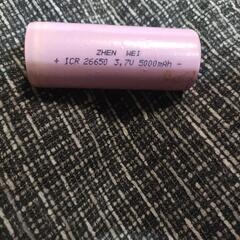 ZHEN WEI
+ ICR 26650 3.7V 5000mAh -